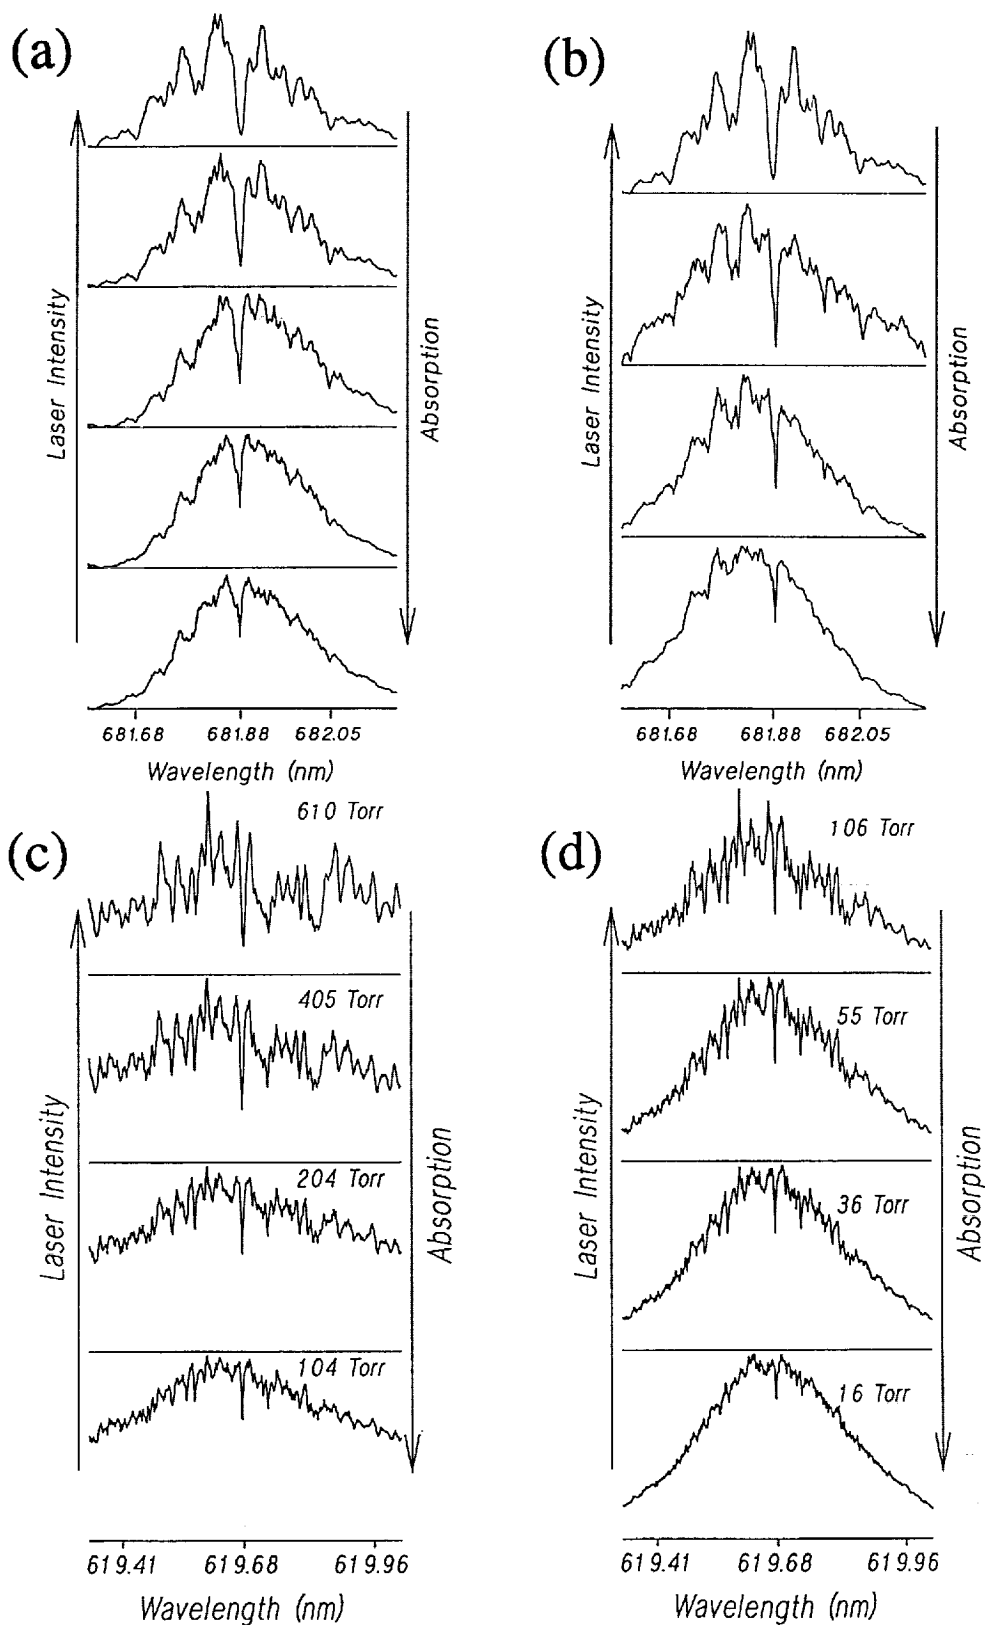 (a)
Laser Intensity
Absorption
681.68 681.88 682.05
Wavelength (nm)
(b)
Laser Intensity
Absorption
681.68 681.88 682.05
Wavelength (nm)
(c)
610 Torr
405 Torr
204 Torr
104 Torr
Laser Intensity
Absorption
619.41 619.68 619.96
Wavelength (nm)
(d)
106 Torr
55 Torr
36 Torr
16 Torr
Laser Intensity
Absorption
619.41 619.68 619.96
Wavelength (nm)